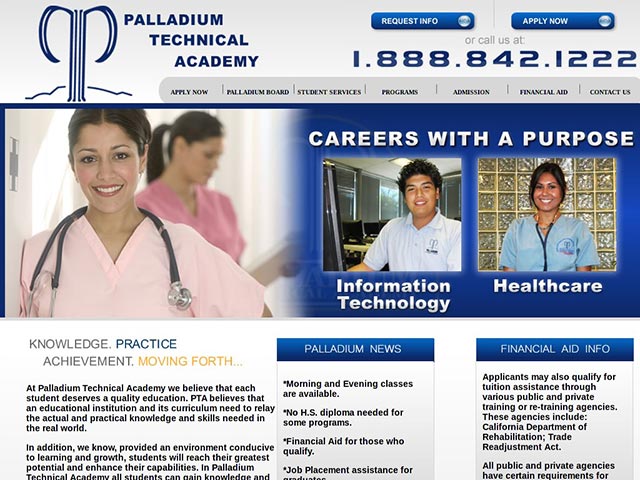 PALLADIUM
TECHNICAL
ACADEMY
REQUEST INFO
APPLY NOW
or call us at:
1.888.842.1222
APPLY NOW
PALLADIUM BOARD
STUDENT SERVICES
PROGRAMS
ADMISSION
FINANCIAL AID
CONTACT US
CAREERS WITH A PURPOSE
Information
Technology
Healthcare
KNOWLEDGE. PRACTICE
ACHIEVEMENT. MOVING FORTH...
At Palladium Technical Academy we believe that each
student deserves a quality education. PTA believes that
an educational institution and its curriculum need to relay
the actual and practical knowledge and skills needed in
the real world.
In addition, we know, provided an environment conducive
to learning and growth, students will reach their greatest
potential and enhance their capabilities. In Palladium
Technical Academy all students can gain knowledge and
PALLADIUM NEWS
*Morning and Evening classes
are available.
*No H.S. diploma needed for
some programs.
*Financial Aid for those who
qualify.
*Job Placement assistance for
graduates.
FINANCIAL AID INFO
Applicants may also qualify for
tuition assistance through
various public and private
training or re-training agencies.
These agencies include:
California Department of
Rehabilitation; Trade
Readjustment Act.
All public and private agencies
have certain requirements for